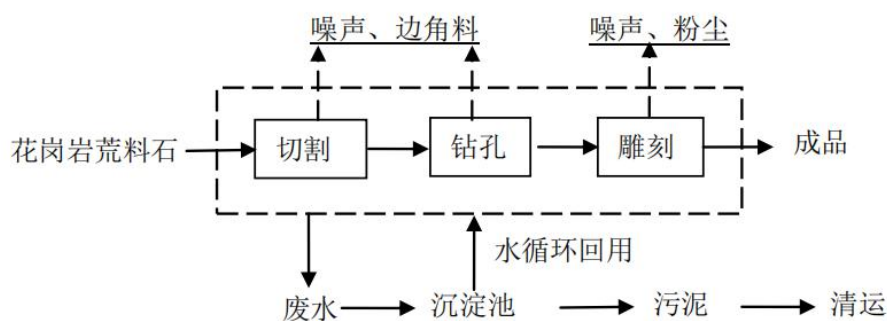 噪声、边角料
噪声、粉尘
花岗岩荒料石
切割
钻孔
雕刻
成品
水循环回用
废水
沉淀池
污泥
清运